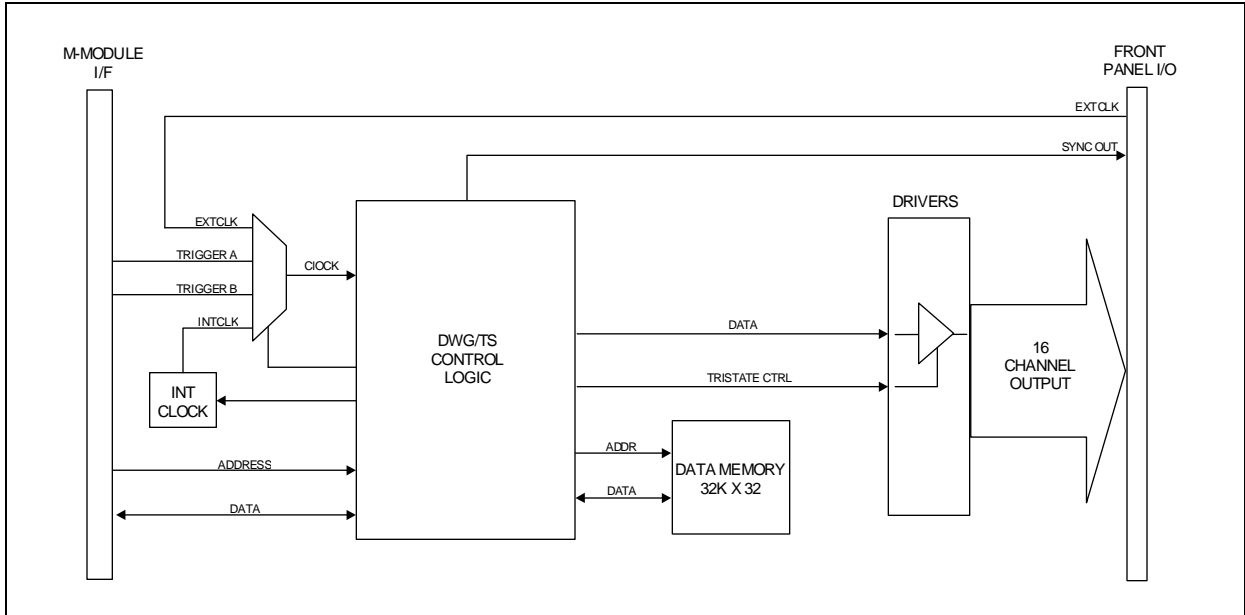 M-MODULE
I/F
FRONT
PANEL I/O
EXTCLK
SYNC OUT
DRIVERS
EXTCLK
TRIGGER A
TRIGGER B
INTCLK
ClOCK
INT
CLOCK
DWG/TS
CONTROL
LOGIC
DATA
TRISTATE CTRL
16
CHANNEL
OUTPUT
ADDRESS
DATA
ADDR
DATA
DATA MEMORY
32K X 32